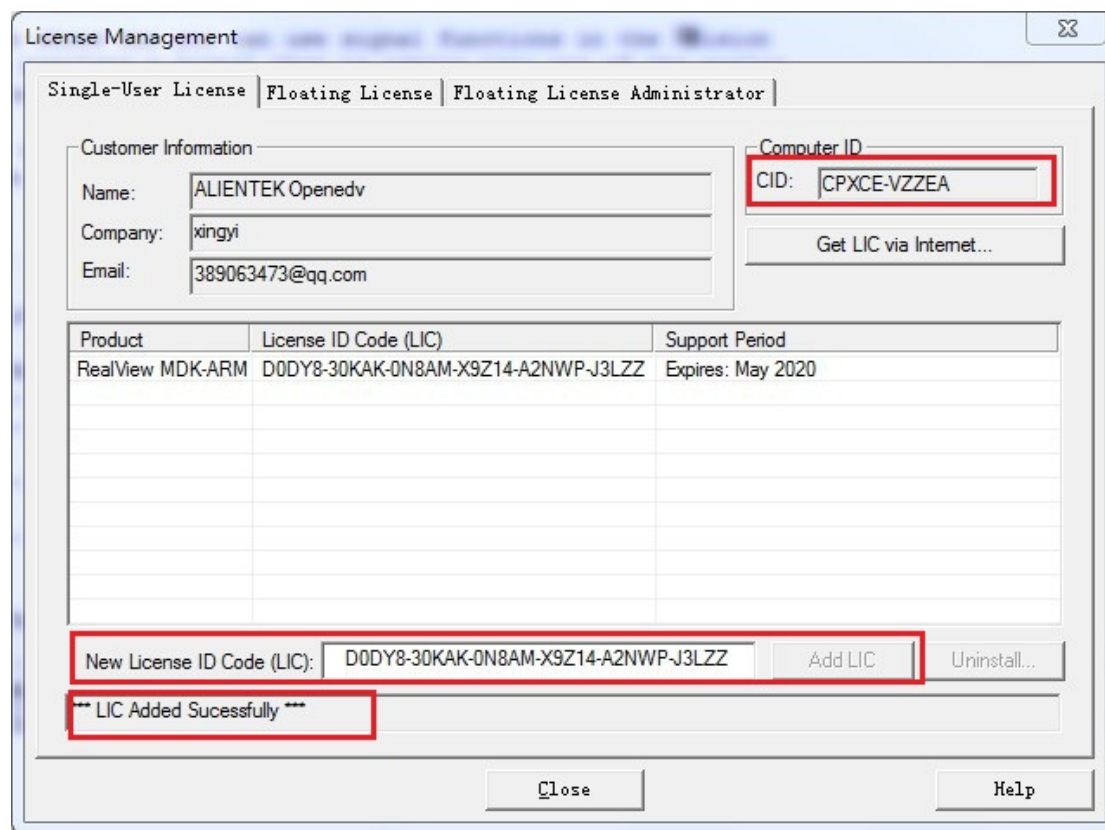 License Management
Single-User License Floating License Floating License Administrator
Customer Information
Name: ALIENTEK Openedv
Company: xingyi
Email: 389063473@qq.com
Computer ID
CID: CPXCE-VZZEA
Get LIC via Internet...
Product License ID Code (LIC) Support Period
RealView MDK-ARM D0DY8-30KAK-0N8AM-X9Z14-A2NWP-J3LZZ Expires: May 2020
New License ID Code (LIC): D0DY8-30KAK-0N8AM-X9Z14-A2NWP-J3LZZ Add LIC Uninstall...
*** LIC Added Sucessfully ***
Close Help